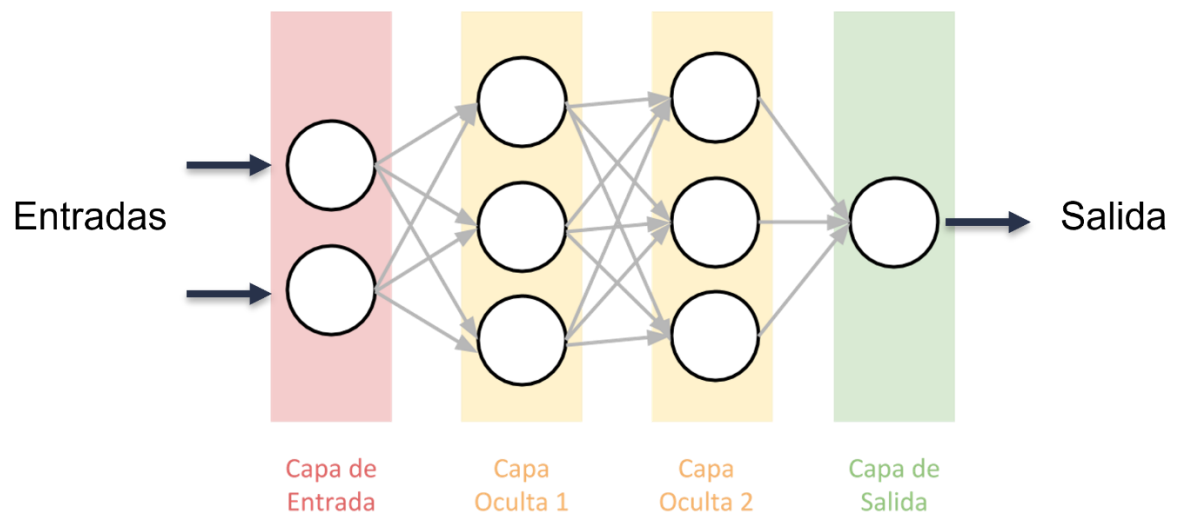 Entradas
Salida
Capa de
Entrada
Capa
Oculta 1
Capa
Oculta 2
Capa de
Salida